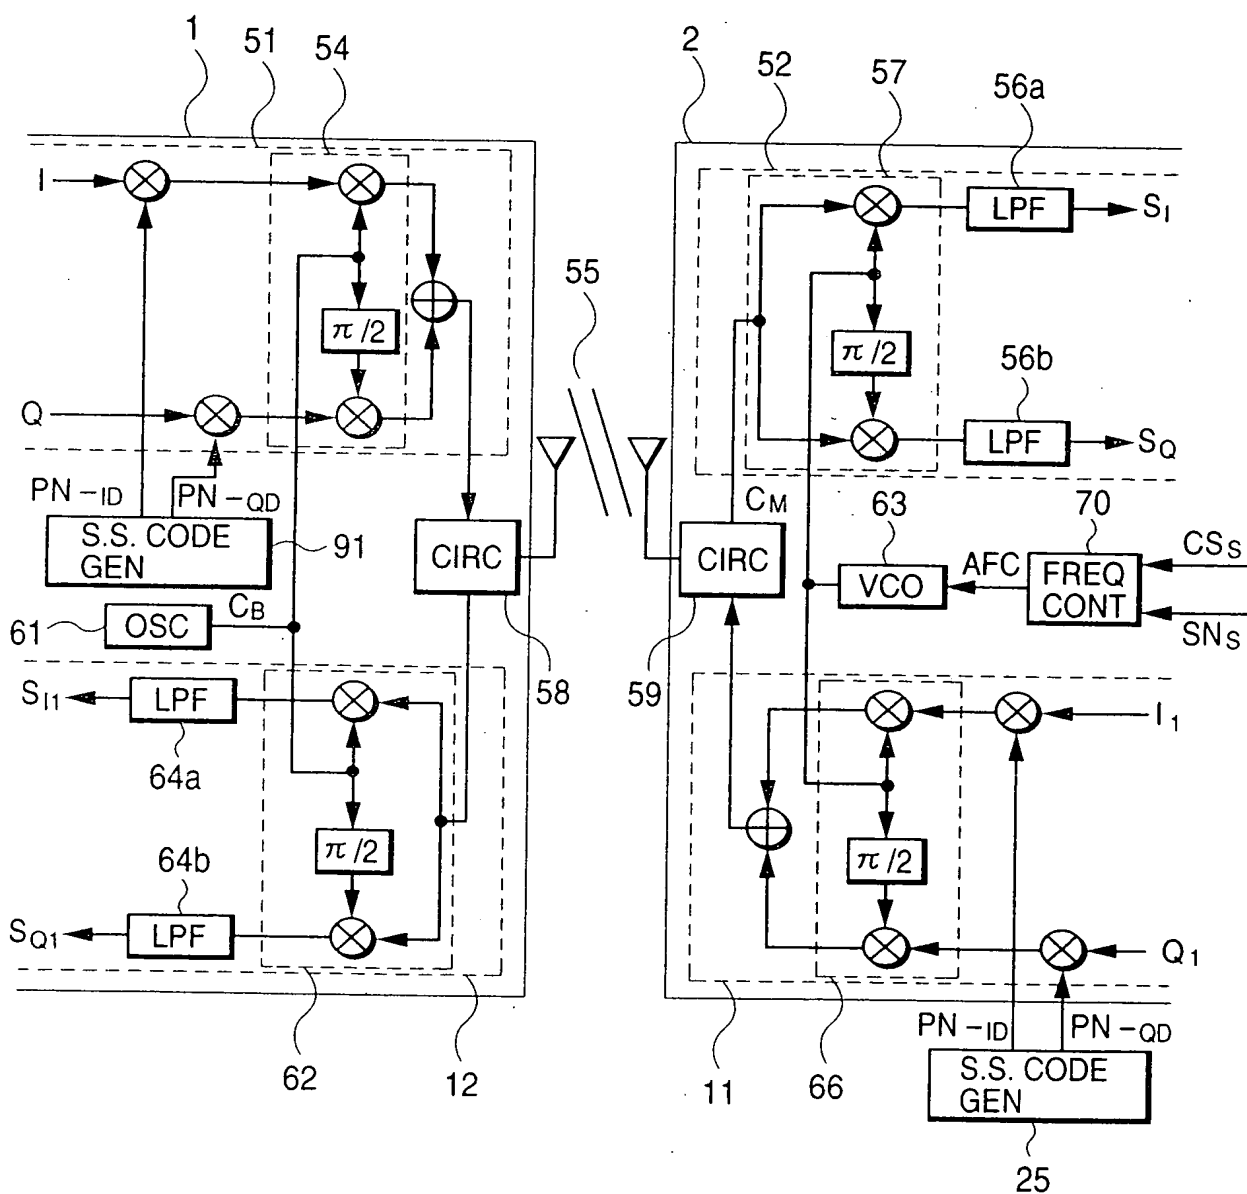 1
51
54
2
52
57
56a
I
LPF
S_I
55
π/2
π/2
56b
Q
LPF
S_Q
PN-ID
PN-QD
S.S. CODE
GEN
91
CIRC
C_M
CIRC
63
70
VCO
AFC
FREQ
CONT
CS_S
SN_S
61
OSC
C_B
58
59
S_I1
LPF
64a
I_1
π/2
π/2
64b
S_Q1
LPF
Q_1
62
12
11
66
PN-ID
PN-QD
S.S. CODE
GEN
25